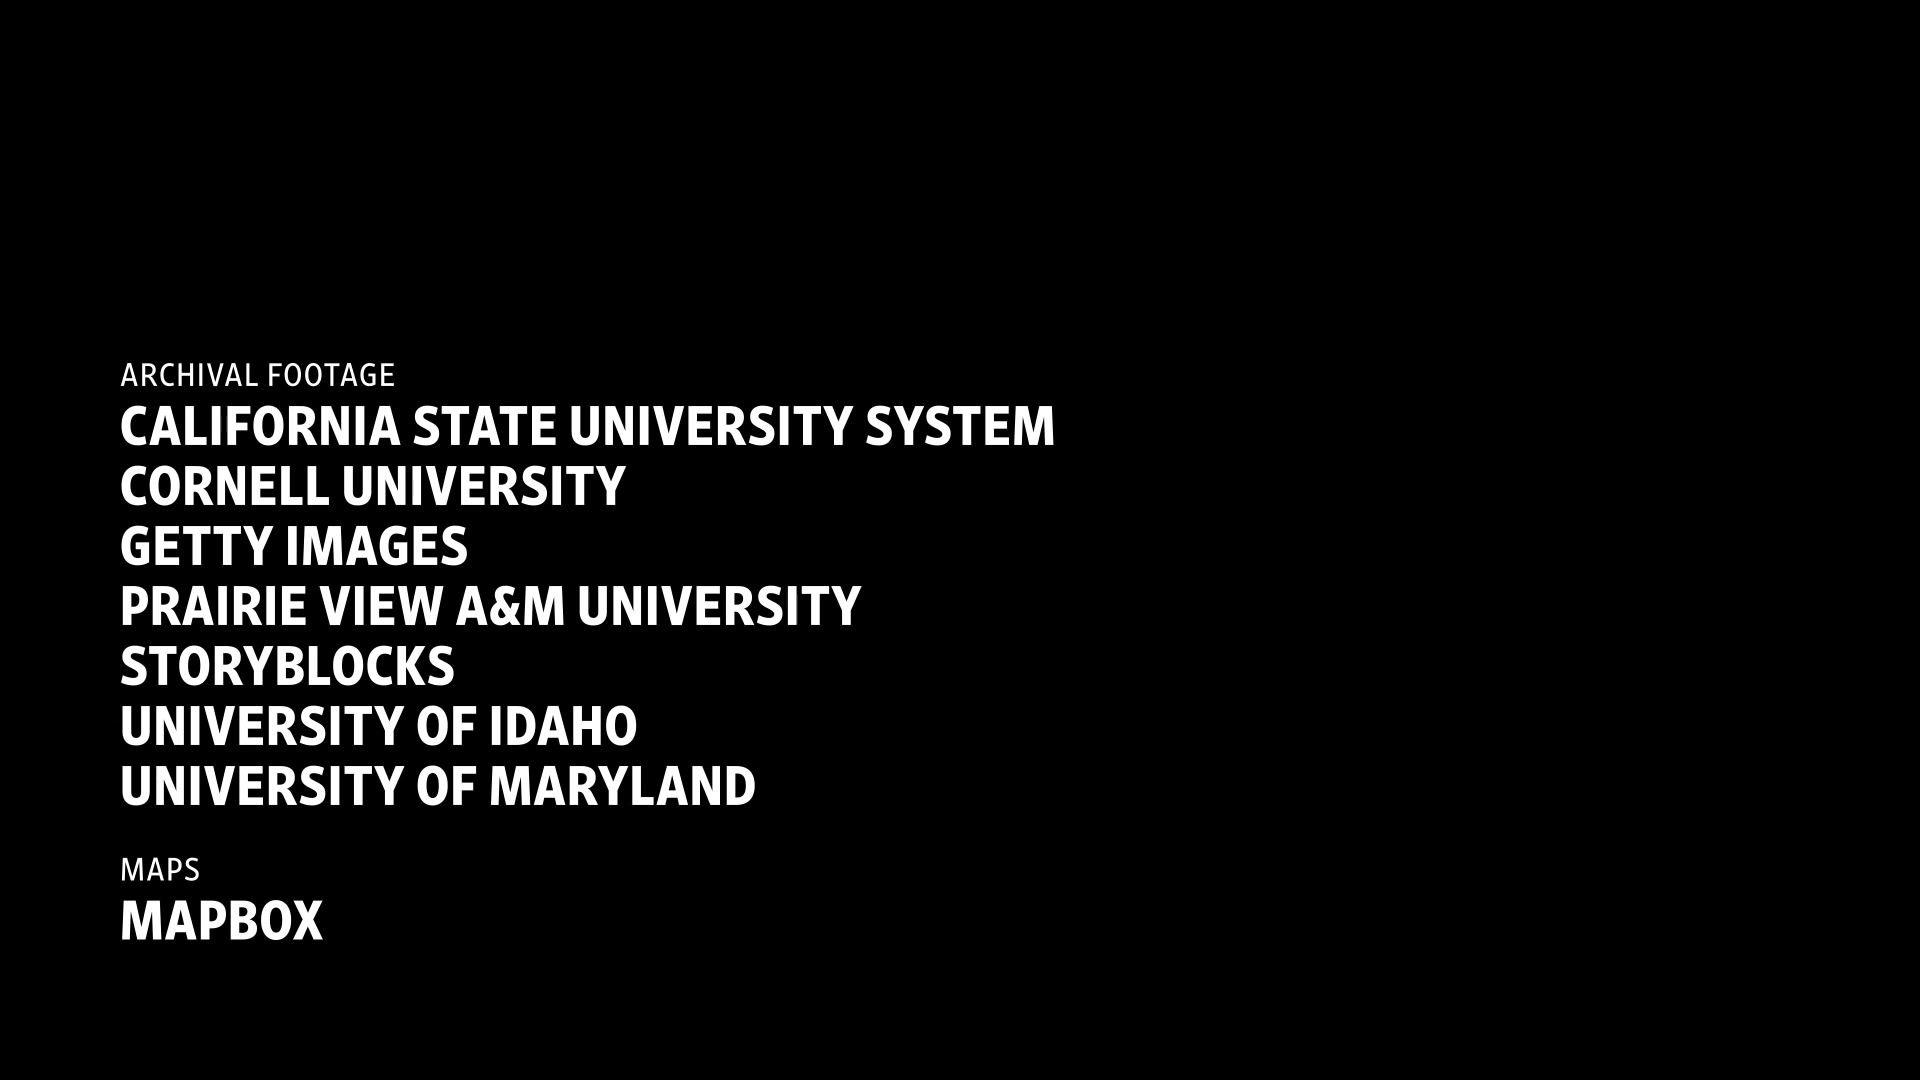 ARCHIVAL FOOTAGE
CALIFORNIA STATE UNIVERSITY SYSTEM
CORNELL UNIVERSITY
GETTY IMAGES
PRAIRIE VIEW A&M UNIVERSITY
STORYBLOCKS
UNIVERSITY OF IDAHO
UNIVERSITY OF MARYLAND
MAPS
MAPBOX